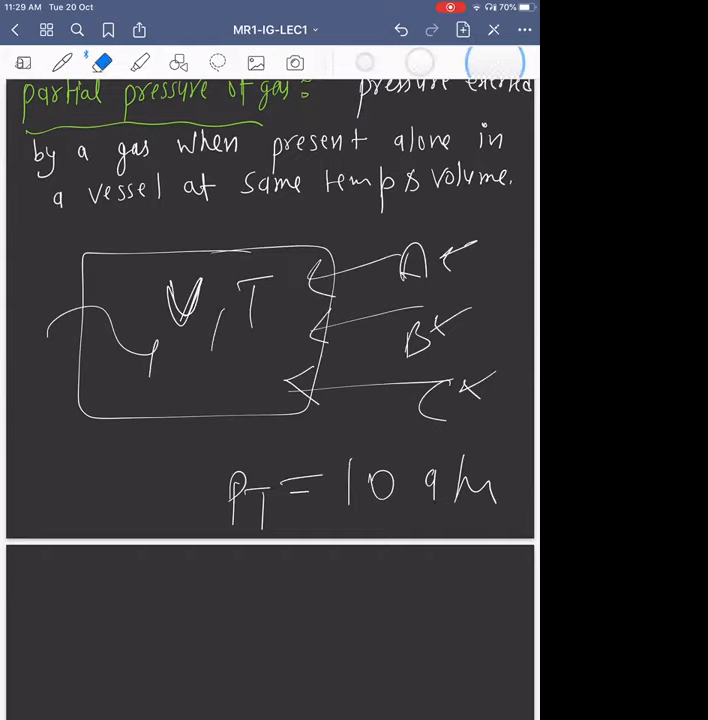 11:29 AM Tue 20 Oct
70%
MR1-IG-LEC1
partial pressure of gas: pressure exerted
by a gas when present alone in
a vessel at same temp & volume.
V, T
A
B
C
PT = 10 atm